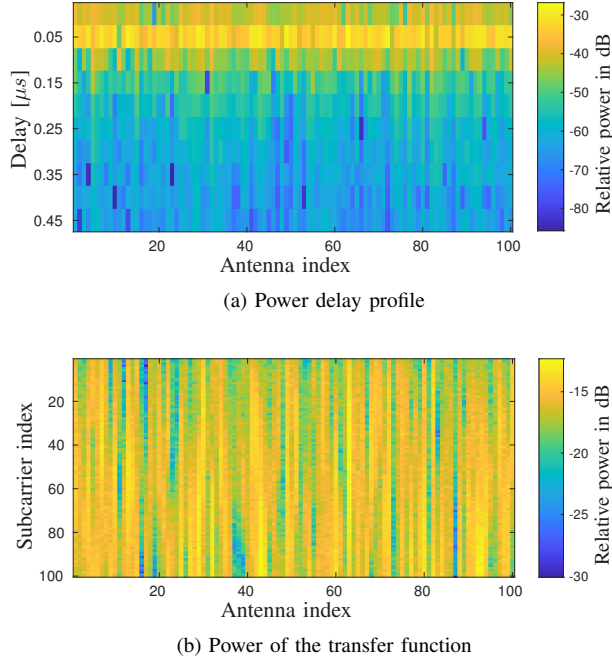 0.05
0.15
0.25
0.35
0.45
Delay [μs]
20 40 60 80 100
Antenna index
-30
-40
-50
-60
-70
-80
Relative power in dB
(a) Power delay profile
20
40
60
80
100
Subcarrier index
20 40 60 80 100
Antenna index
-15
-20
-25
-30
Relative power in dB
(b) Power of the transfer function